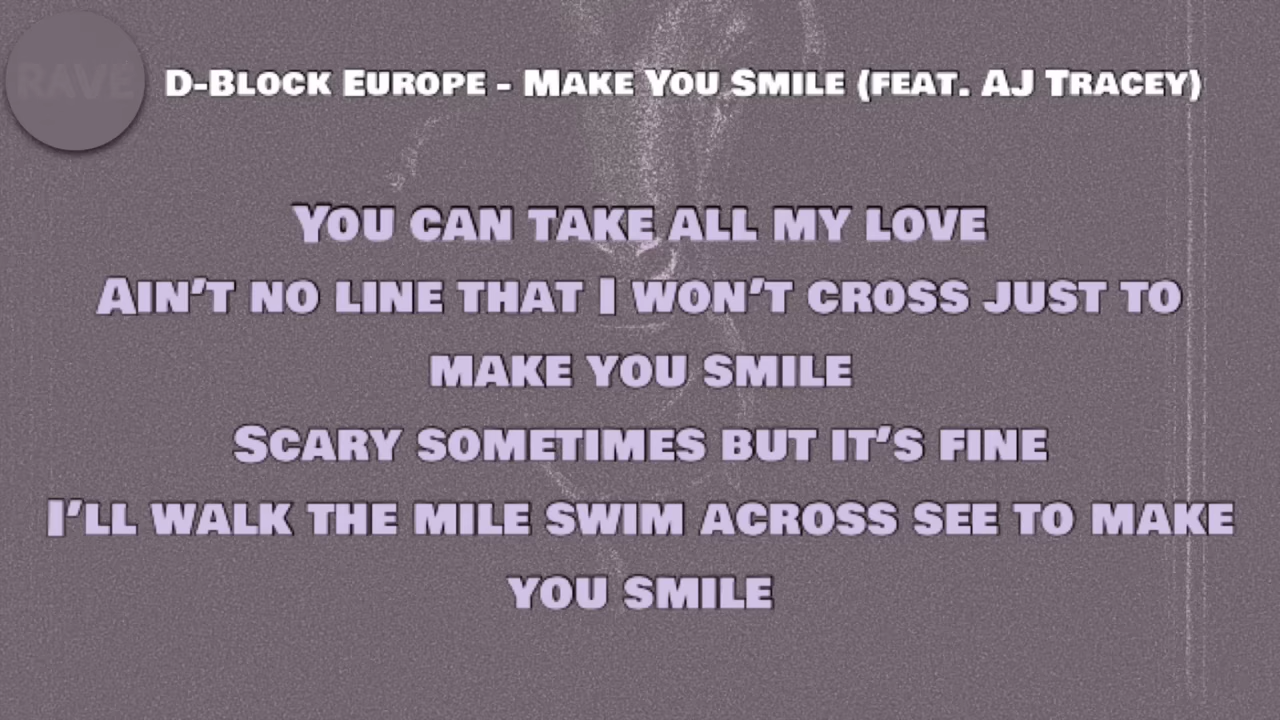 RAVE
D-Block Europe - Make You Smile (feat. AJ Tracey)
You can take all my love
Ain't no line that I won't cross just to
make you smile
Scary sometimes but it's fine
I'll walk the mile swim across see to make
you smile